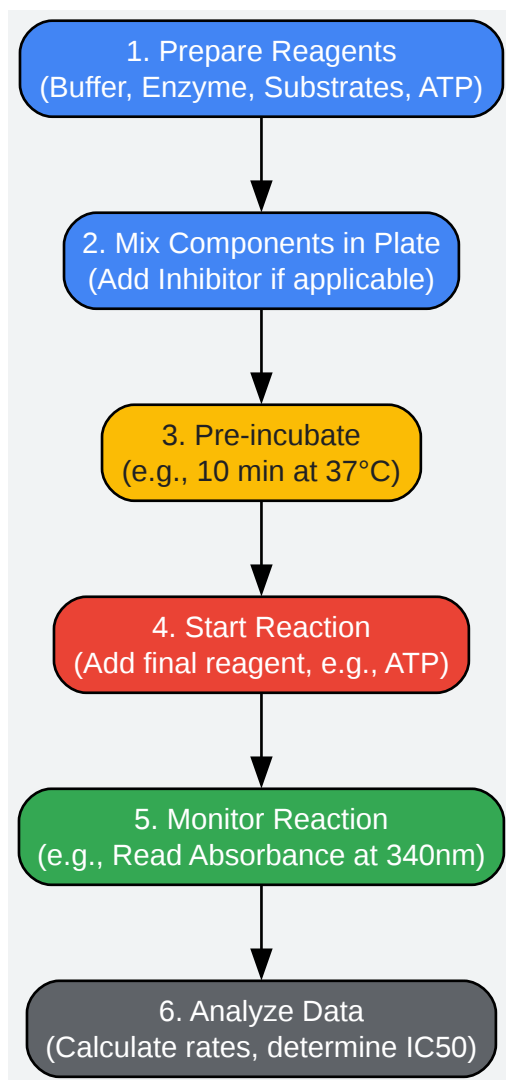 1. Prepare Reagents
(Buffer, Enzyme, Substrates, ATP)
2. Mix Components in Plate
(Add Inhibitor if applicable)
3. Pre-incubate
(e.g., 10 min at 37°C)
4. Start Reaction
(Add final reagent, e.g., ATP)
5. Monitor Reaction
(e.g., Read Absorbance at 340nm)
6. Analyze Data
(Calculate rates, determine IC50)